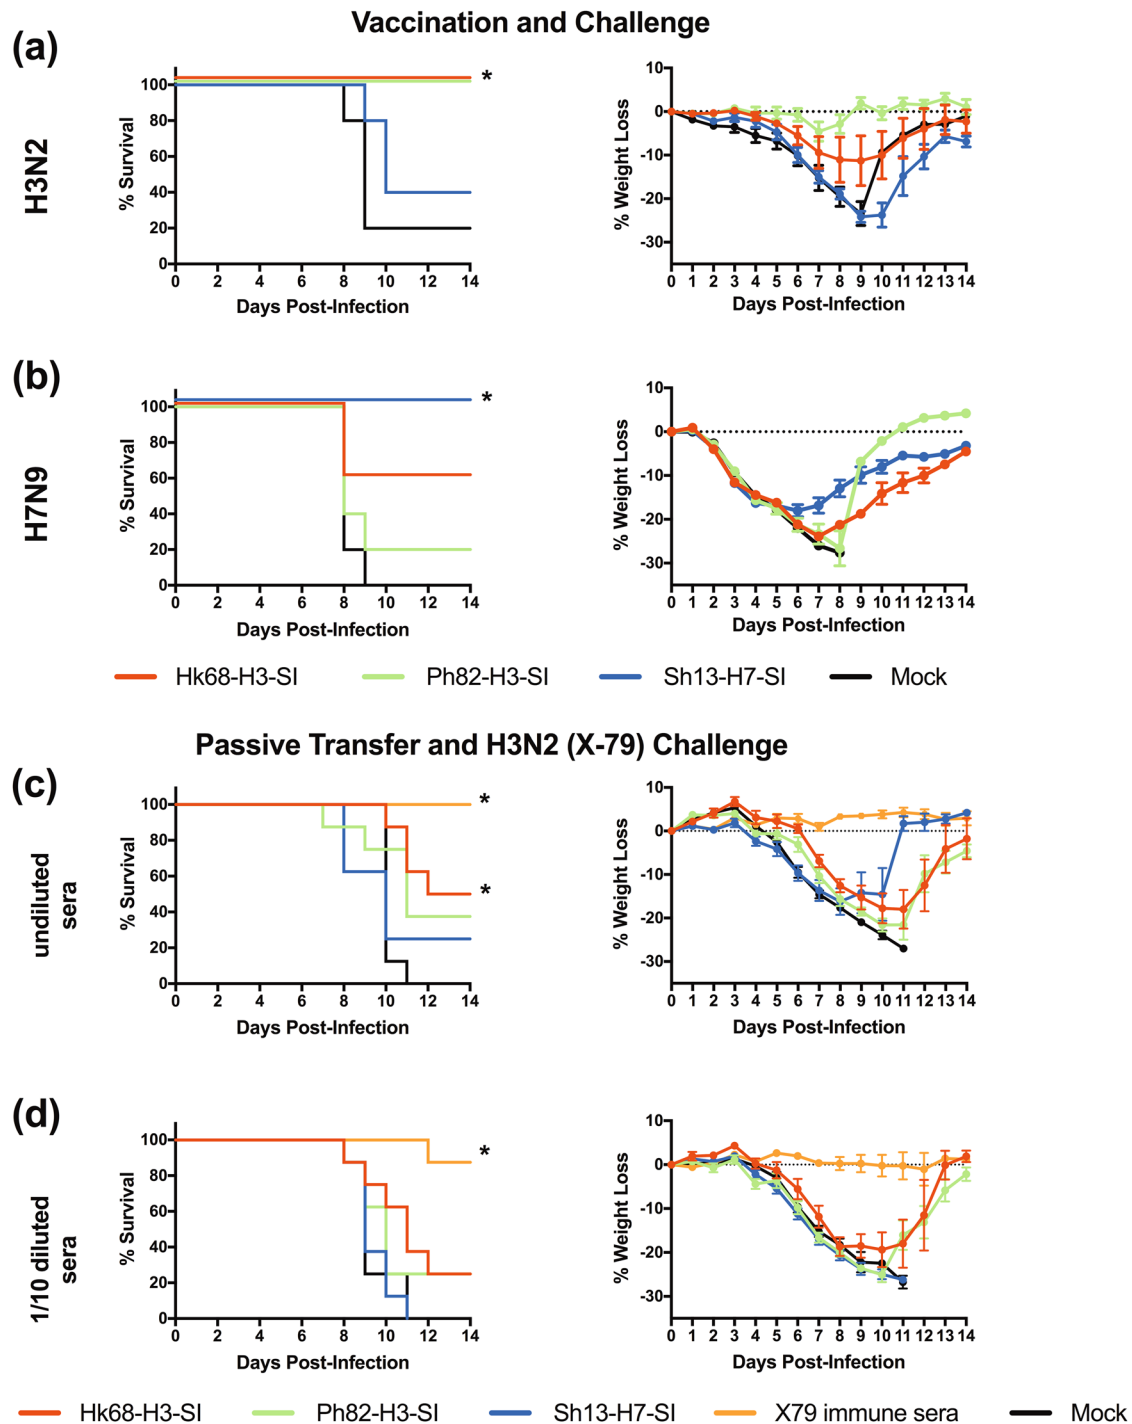 Vaccination and Challenge
(a)
H3N2
% Survival
100
80
60
40
20
0
*
0 2 4 6 8 10 12 14
Days Post-Infection
% Weight Loss
10
0
-10
-20
-30
0 1 2 3 4 5 6 7 8 9 10 11 12 13 14
Days Post-Infection
(b)
H7N9
% Survival
100
80
60
40
20
0
*
0 2 4 6 8 10 12 14
Days Post-Infection
% Weight Loss
10
0
-10
-20
-30
0 1 2 3 4 5 6 7 8 9 10 11 12 13 14
Days Post-Infection
Hk68-H3-SI Ph82-H3-SI Sh13-H7-SI Mock
Passive Transfer and H3N2 (X-79) Challenge
(c)
undiluted
sera
% Survival
100
80
60
40
20
0
*
*
0 2 4 6 8 10 12 14
Days Post-Infection
% Weight Loss
10
0
-10
-20
-30
0 1 2 3 4 5 6 7 8 9 10 11 12 13 14
Days Post-Infection
(d)
1/10 diluted
sera
% Survival
100
80
60
40
20
0
*
0 2 4 6 8 10 12 14
Days Post-Infection
% Weight Loss
10
0
-10
-20
-30
0 1 2 3 4 5 6 7 8 9 10 11 12 13 14
Days Post-Infection
Hk68-H3-SI Ph82-H3-SI Sh13-H7-SI X79 immune sera Mock